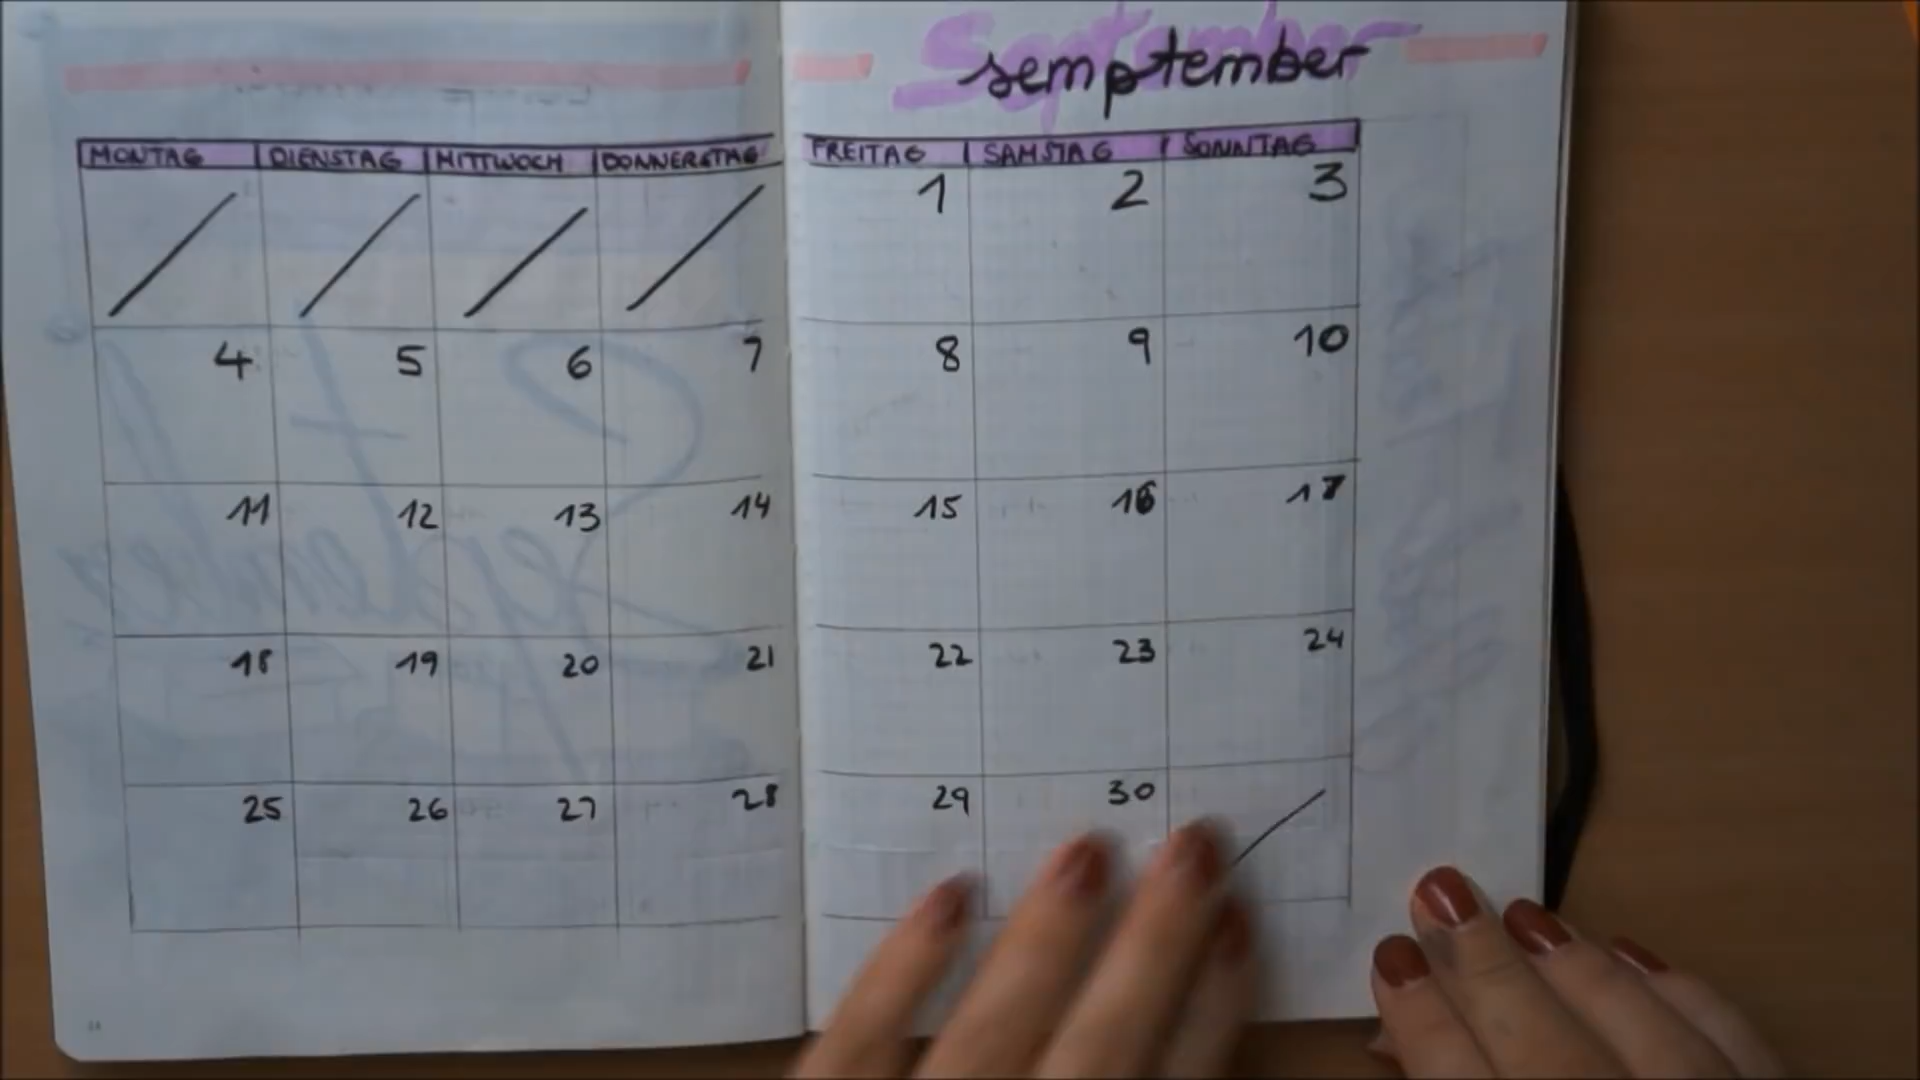 September
semptember
MONTAG DIENSTAG MITTWOCH DONNERSTAG FREITAG SAMSTAG SONNTAG
1 2 3
4 5 6 7 8 9 10
11 12 13 14 15 16 17
18 19 20 21 22 23 24
25 26 27 28 29 30